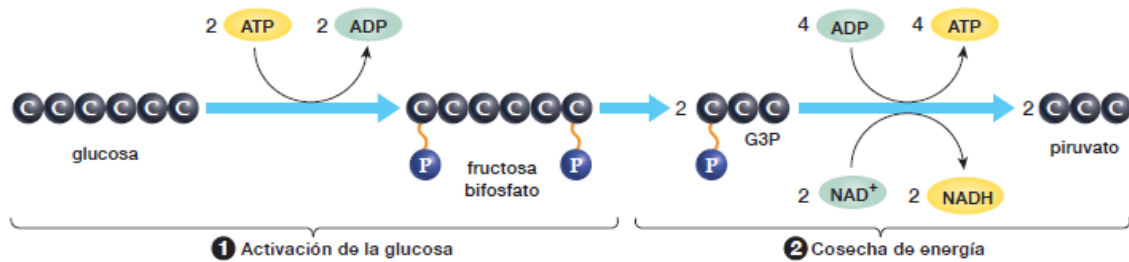 2 ATP 2 ADP 4 ADP 4 ATP
C C C C C C C C C C C C 2 C C C 2 C C C
glucosa G3P piruvato
P P P
fructosa
bifosfato
2 NAD+ 2 NADH
1 Activación de la glucosa 2 Cosecha de energía